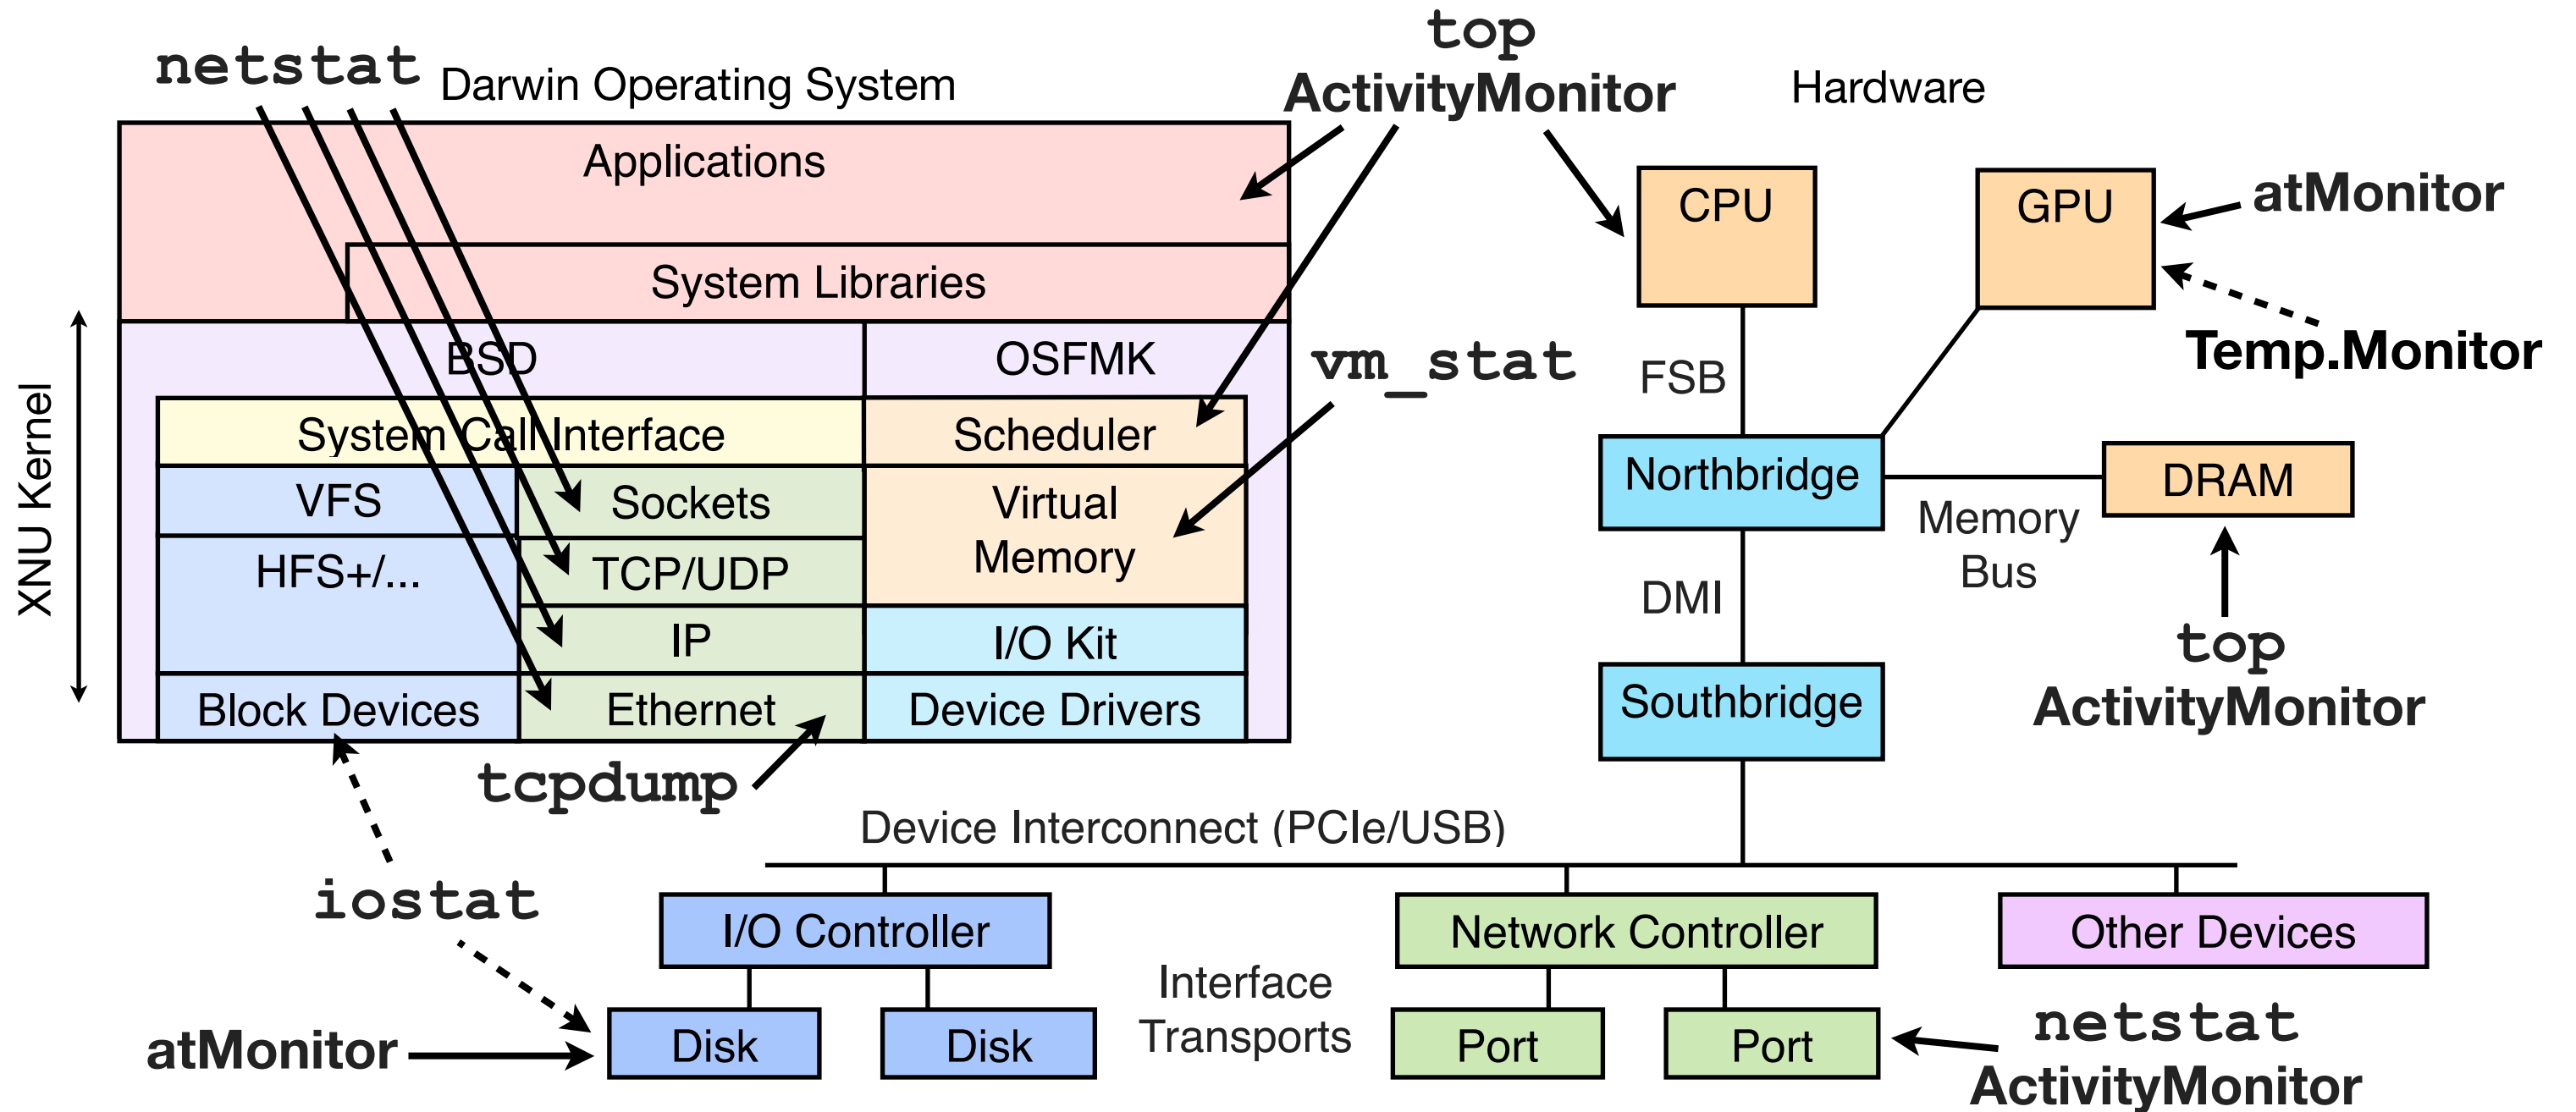 top
netstat
Darwin Operating System
ActivityMonitor
Hardware
Applications
CPU
GPU
atMonitor
System Libraries
Temp.Monitor
BSD
OSFMK
vm_stat
FSB
XNU Kernel
System Call Interface
Scheduler
Northbridge
DRAM
VFS
Sockets
Virtual
Memory
Memory
Bus
HFS+/...
TCP/UDP
DMI
IP
I/O Kit
top
ActivityMonitor
Block Devices
Ethernet
Device Drivers
Southbridge
tcpdump
Device Interconnect (PCIe/USB)
iostat
I/O Controller
Network Controller
Other Devices
Interface
Transports
atMonitor
Disk
Disk
Port
Port
netstat
ActivityMonitor